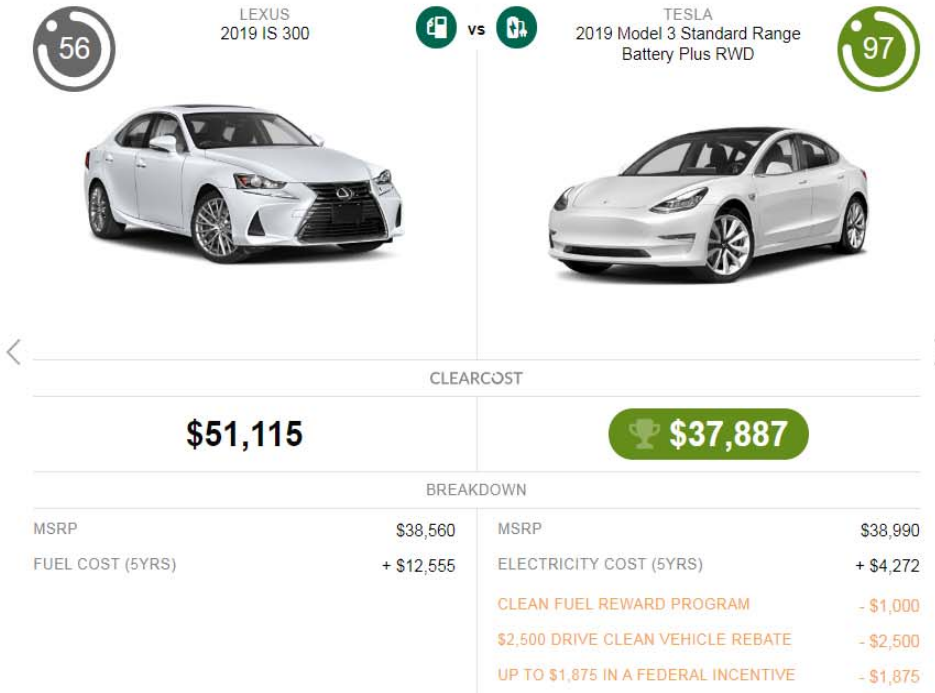 56
LEXUS
2019 IS 300
vs
TESLA
2019 Model 3 Standard Range
Battery Plus RWD
97
CLEARCOST
$51,115
$37,887
BREAKDOWN
MSRP $38,560
FUEL COST (5YRS) + $12,555
MSRP $38,990
ELECTRICITY COST (5YRS) + $4,272
CLEAN FUEL REWARD PROGRAM - $1,000
$2,500 DRIVE CLEAN VEHICLE REBATE - $2,500
UP TO $1,875 IN A FEDERAL INCENTIVE - $1,875